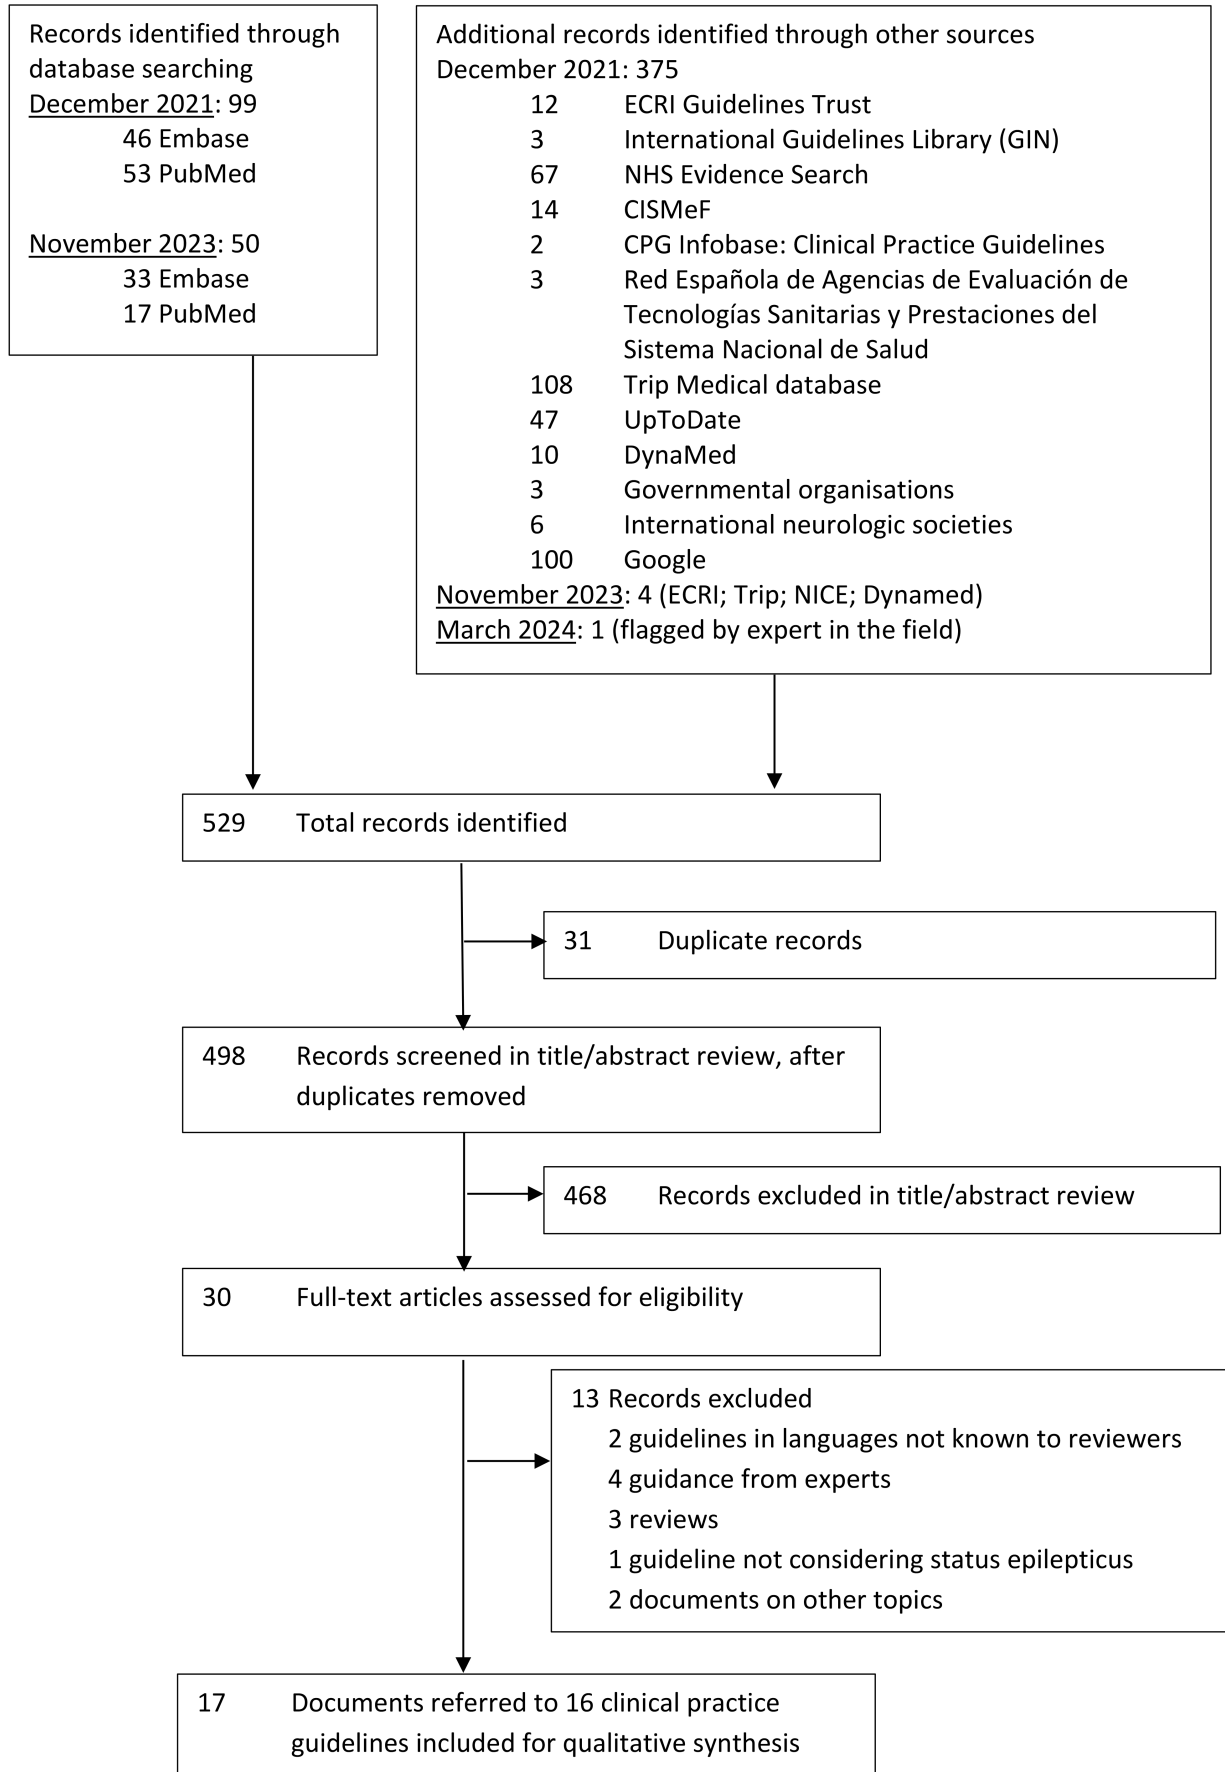 Records identified through
database searching
December 2021: 99
46 Embase
53 PubMed
November 2023: 50
33 Embase
17 PubMed
Additional records identified through other sources
December 2021: 375
12 ECRI Guidelines Trust
3 International Guidelines Library (GIN)
67 NHS Evidence Search
14 CISMeF
2 CPG Infobase: Clinical Practice Guidelines
3 Red Española de Agencias de Evaluación de
Tecnologías Sanitarias y Prestaciones del
Sistema Nacional de Salud
108 Trip Medical database
47 UpToDate
10 DynaMed
3 Governmental organisations
6 International neurologic societies
100 Google
November 2023: 4 (ECRI; Trip; NICE; Dynamed)
March 2024: 1 (flagged by expert in the field)
529 Total records identified
31 Duplicate records
498 Records screened in title/abstract review, after
duplicates removed
468 Records excluded in title/abstract review
30 Full-text articles assessed for eligibility
13 Records excluded
2 guidelines in languages not known to reviewers
4 guidance from experts
3 reviews
1 guideline not considering status epilepticus
2 documents on other topics
17 Documents referred to 16 clinical practice
guidelines included for qualitative synthesis